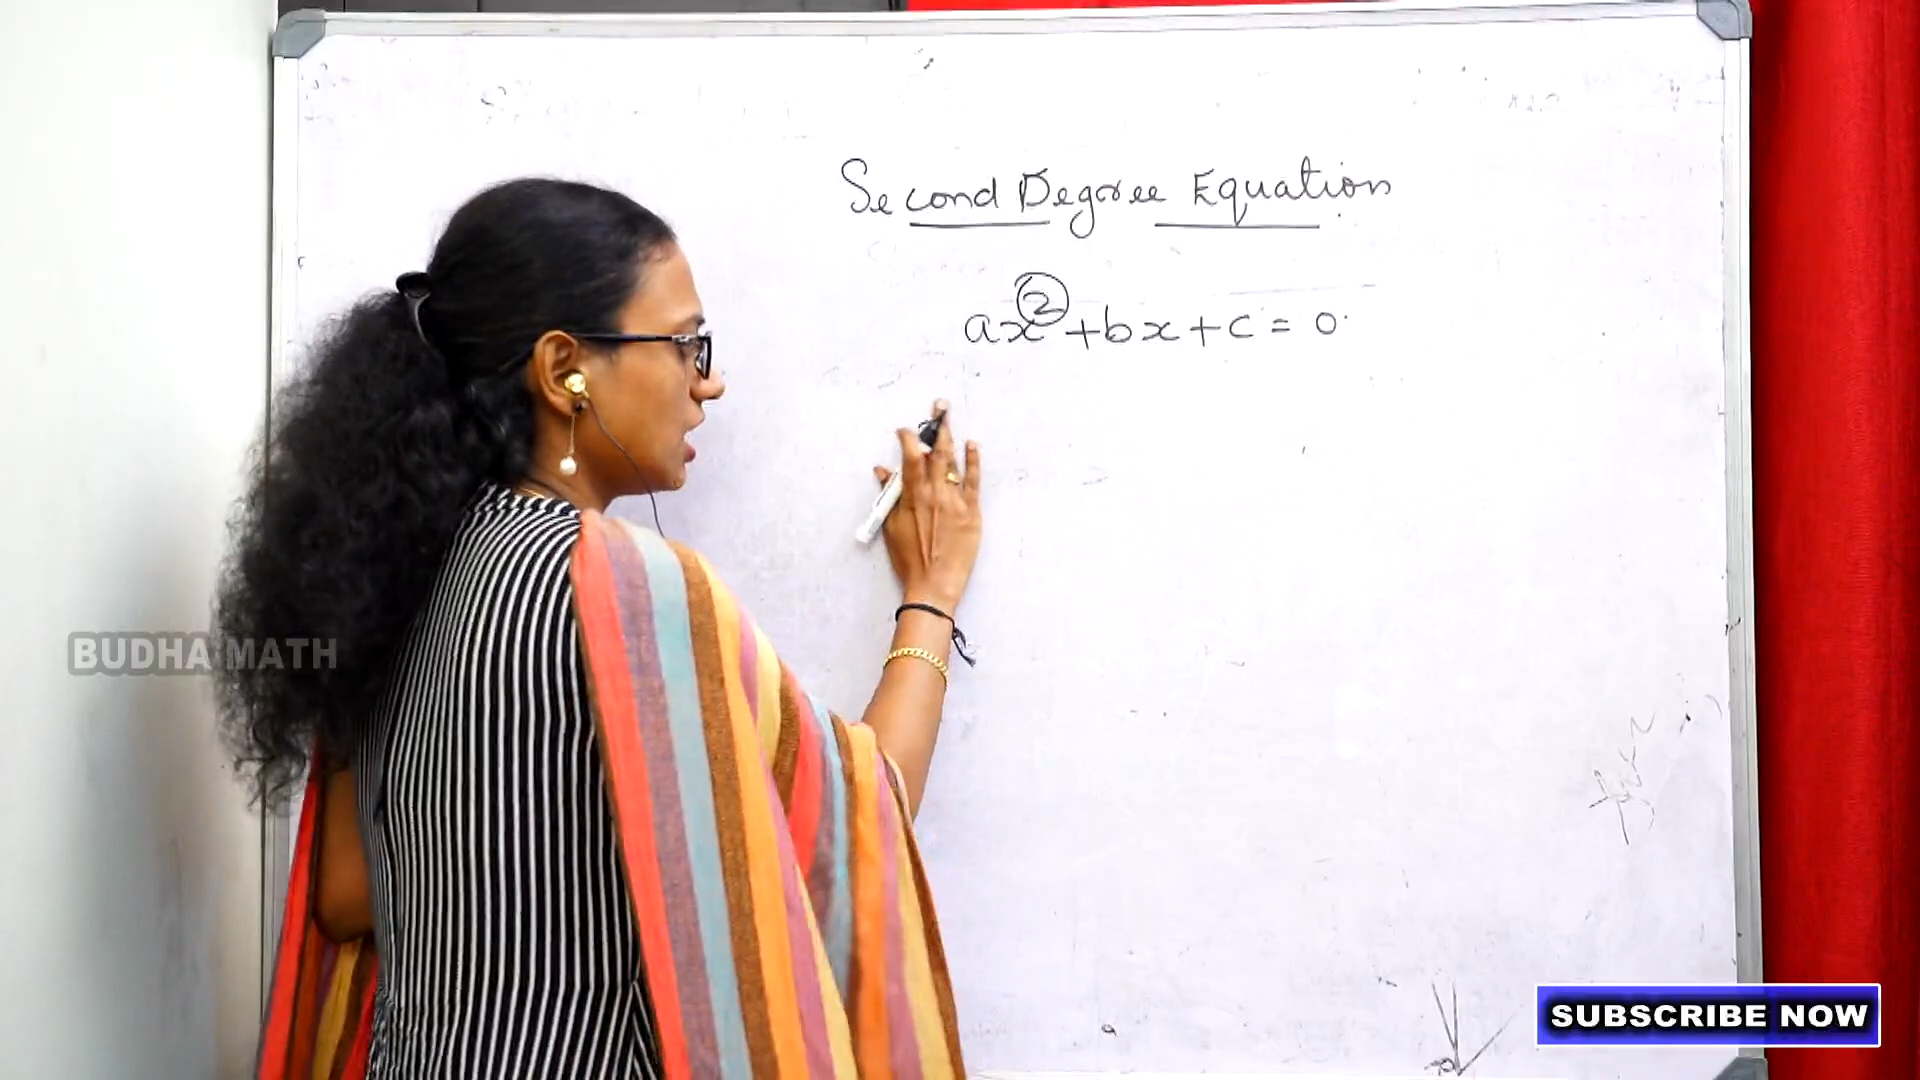 Second Degree Equation
ax²+bx+c=0
BUDHA MATH
SUBSCRIBE NOW